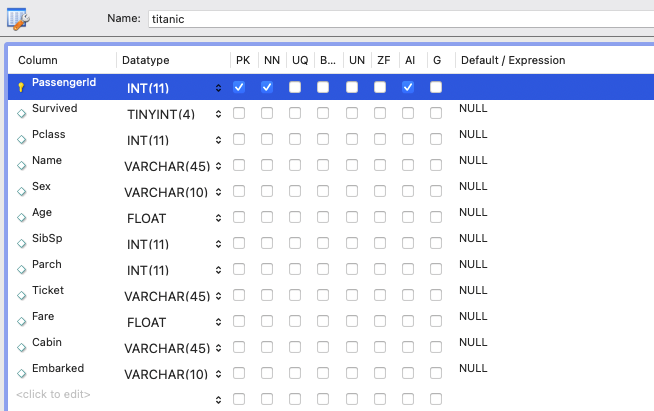 Name: titanic
Column Datatype PK NN UQ B... UN ZF AI G Default / Expression
PassengerId INT(11)
Survived TINYINT(4) NULL
Pclass INT(11) NULL
Name VARCHAR(45) NULL
Sex VARCHAR(10) NULL
Age FLOAT NULL
SibSp INT(11) NULL
Parch INT(11) NULL
Ticket VARCHAR(45) NULL
Fare FLOAT NULL
Cabin VARCHAR(45) NULL
Embarked VARCHAR(10) NULL
<click to edit>